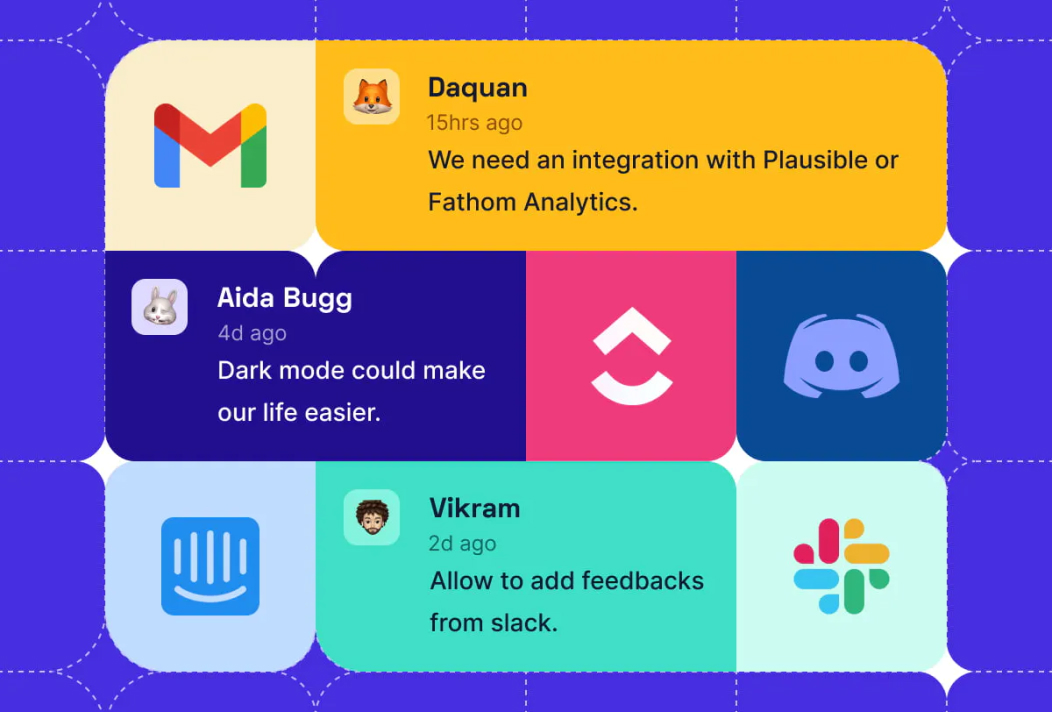 Daquan
15hrs ago
We need an integration with Plausible or
Fathom Analytics.
Aida Bugg
4d ago
Dark mode could make
our life easier.
Vikram
2d ago
Allow to add feedbacks
from slack.